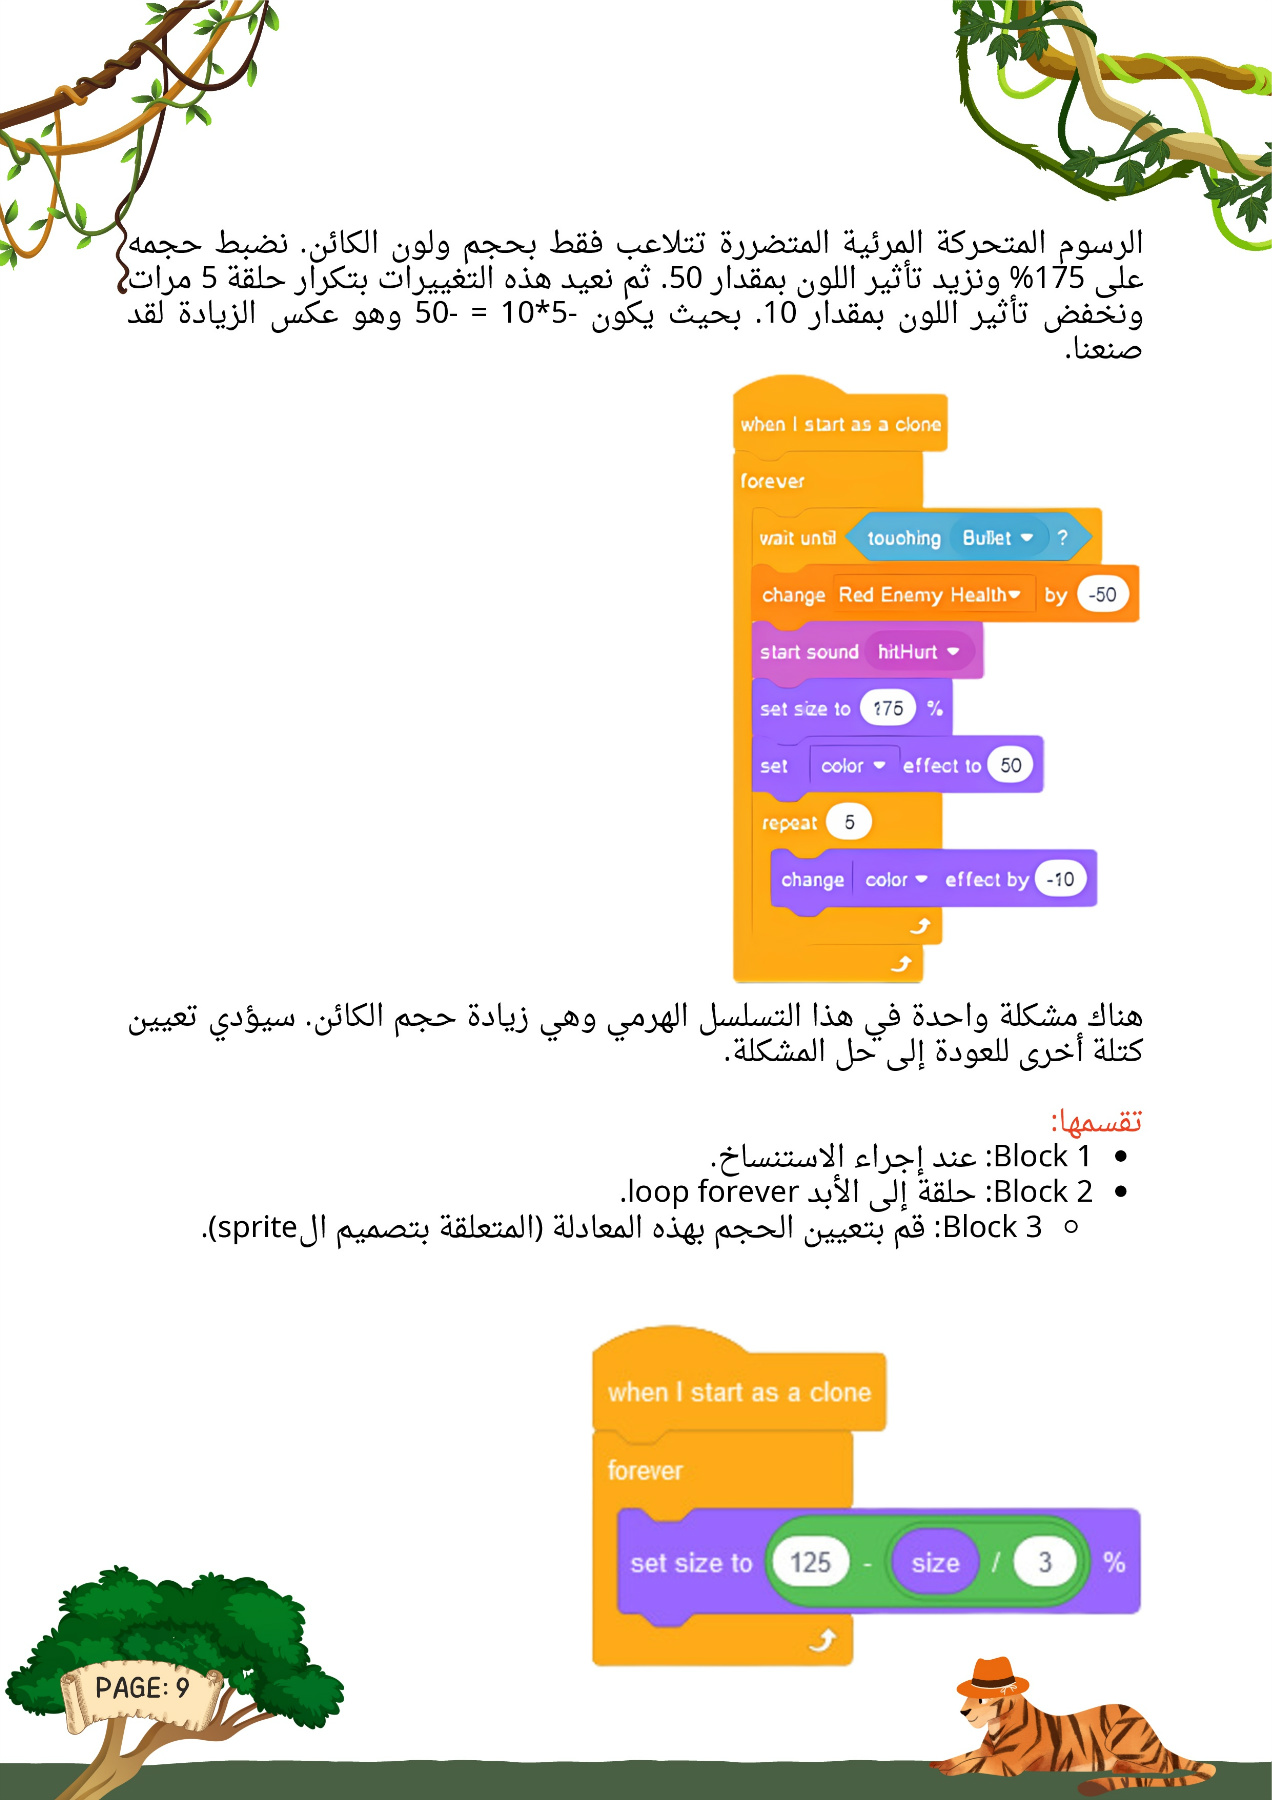 الرسوم المتحركة المرئية المتضررة تتلاعب فقط بحجم ولون الكائن. نضبط حجمه
على 175% ونزيد تأثير اللون بمقدار 50. ثم نعيد هذه التغييرات بتكرار حلقة 5 مرات
ونخفض تأثير اللون بمقدار 10. بحيث يكون -5*10 = -50 وهو عكس الزيادة لقد
صنعنا.
when I start as a clone
forever
wait until touching Bullet ?
change Red Enemy Health by -50
start sound hitHurt
set size to 175 %
set color effect to 50
repeat 5
change color effect by -10
هناك مشكلة واحدة في هذا التسلسل الهرمي وهي زيادة حجم الكائن. سيؤدي تعيين
كتلة أخرى للعودة إلى حل المشكلة.
تقسمها:
• Block 1: عند إجراء الاستنساخ.
• Block 2: حلقة إلى الأبد loop forever.
○ Block 3: قم بتعيين الحجم بهذه المعادلة (المتعلقة بتصميم الsprite).
when I start as a clone
forever
set size to 125 - size / 3 %
PAGE: 9